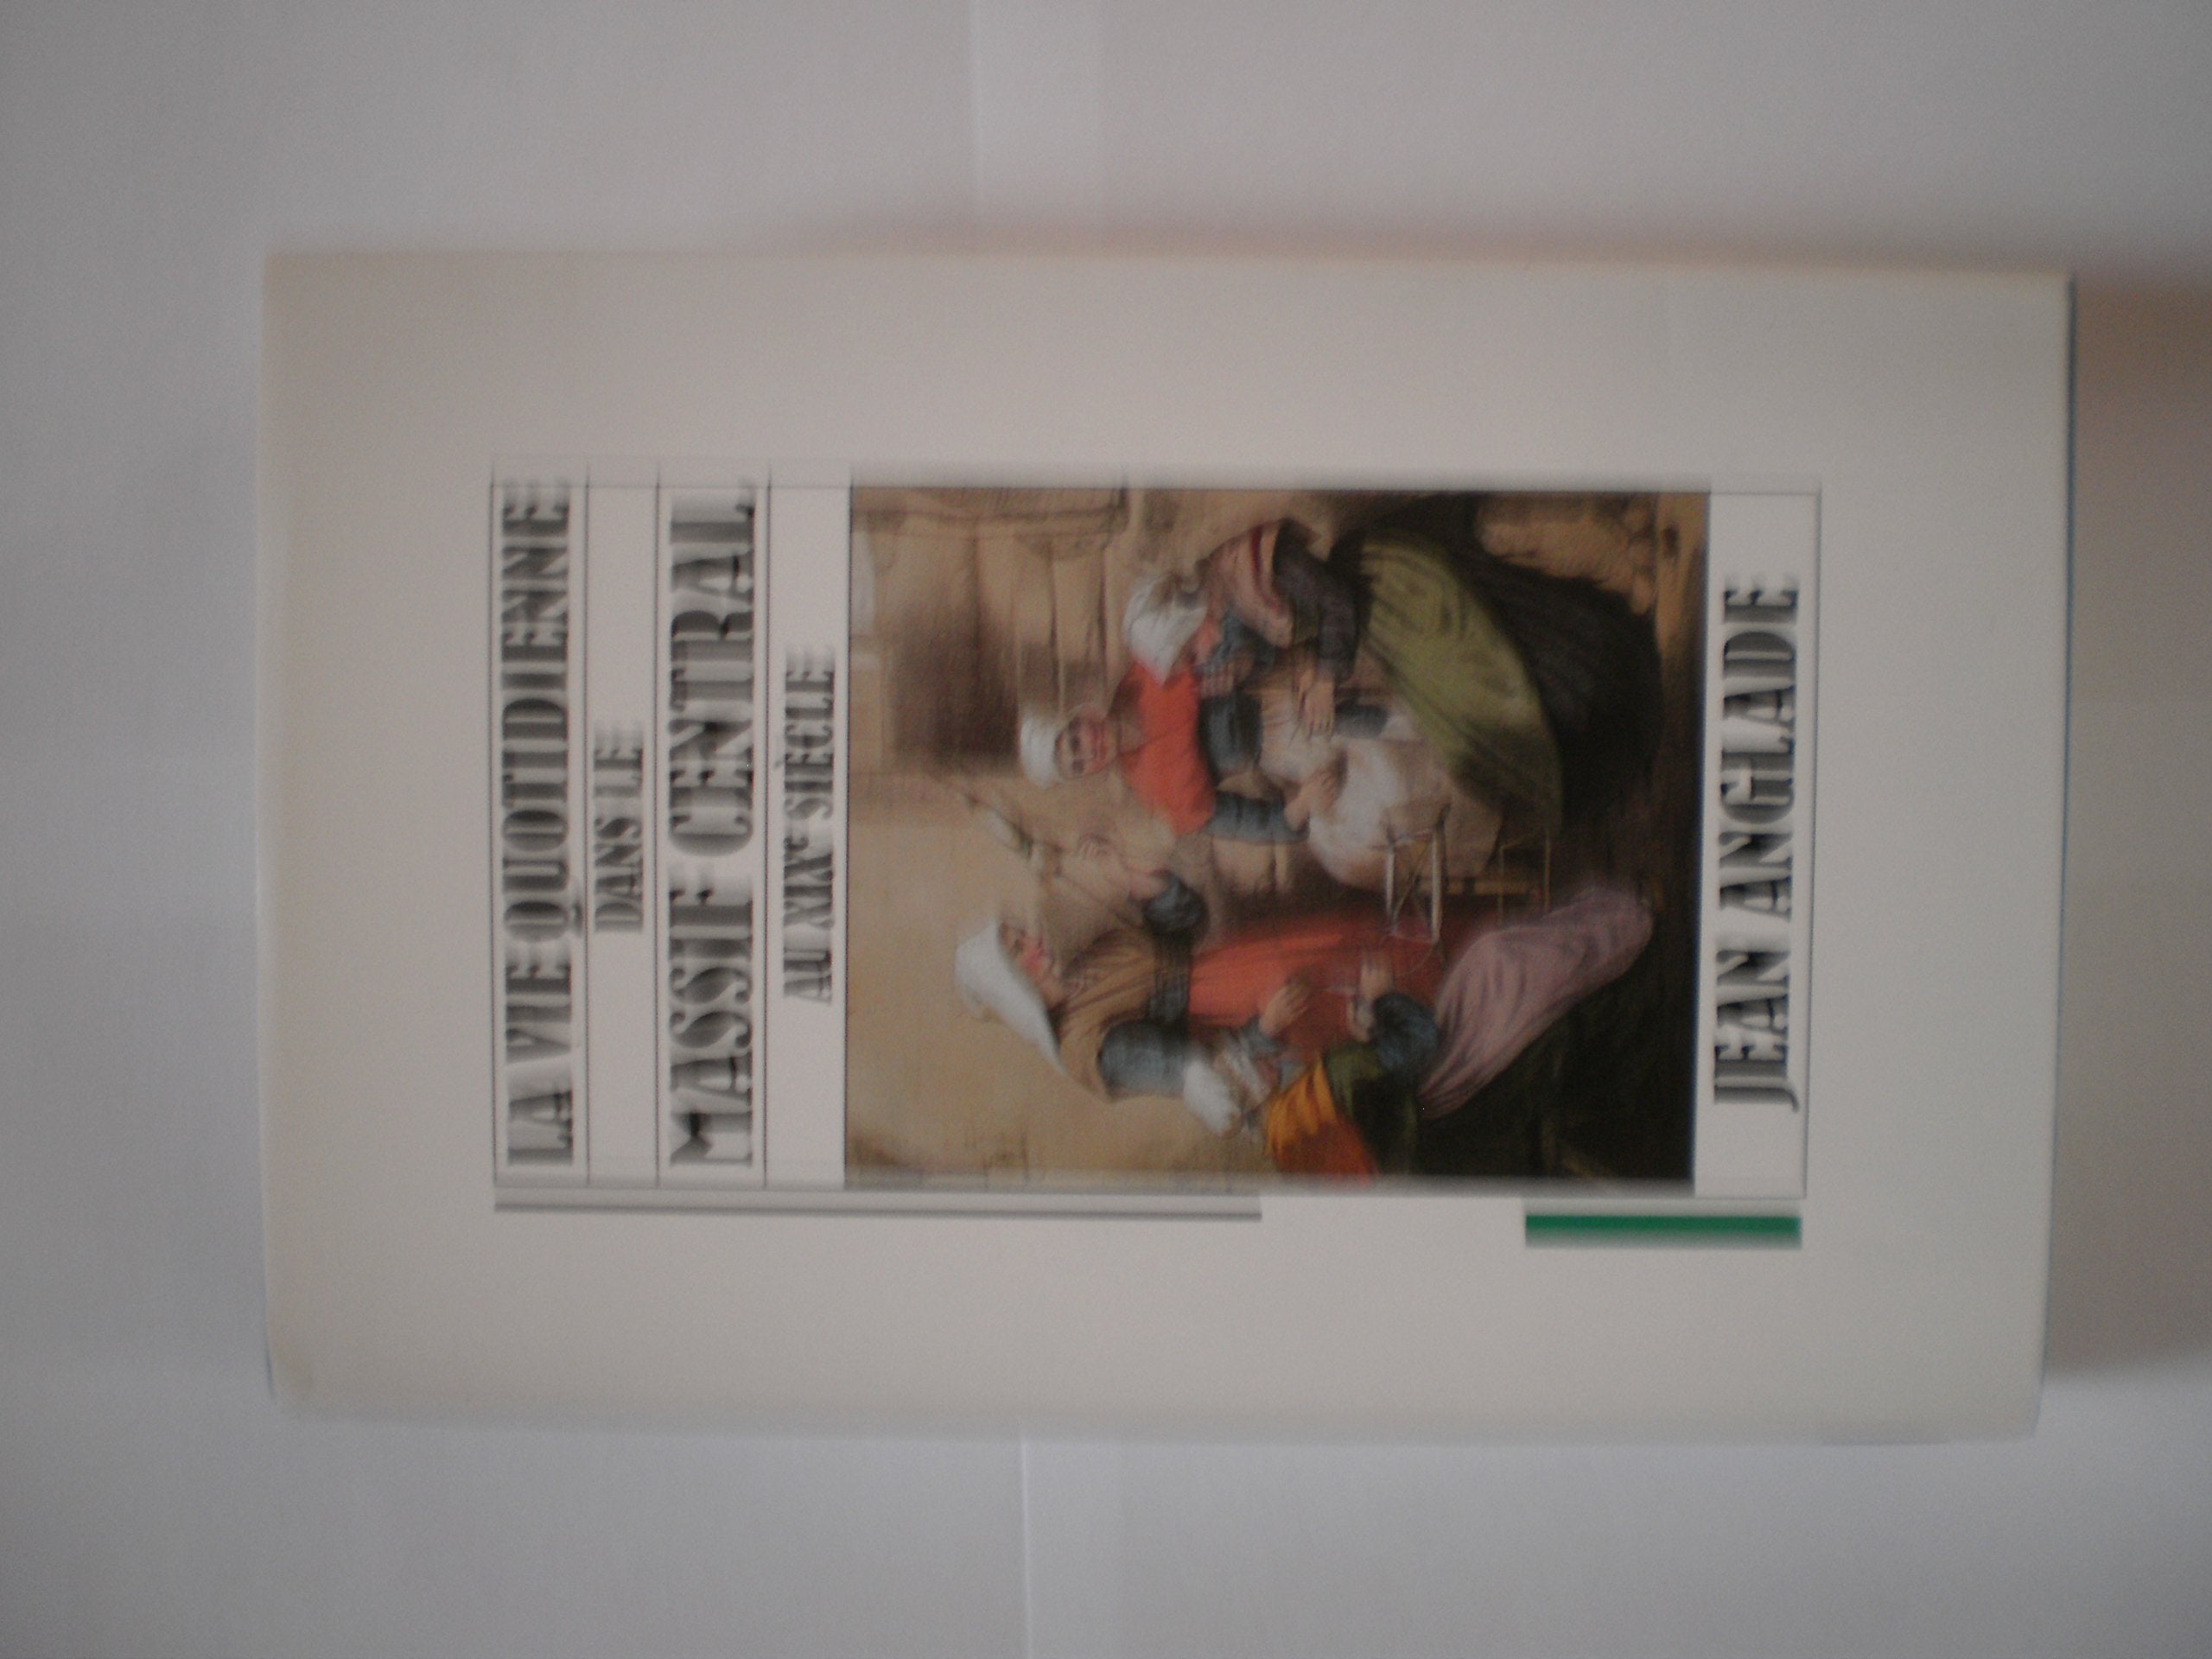 LA VIE QUOTIDIENNE
DANS LE
MASSIF CENTRAL
AU XIXe SIÈCLE
JEAN ANGLADE